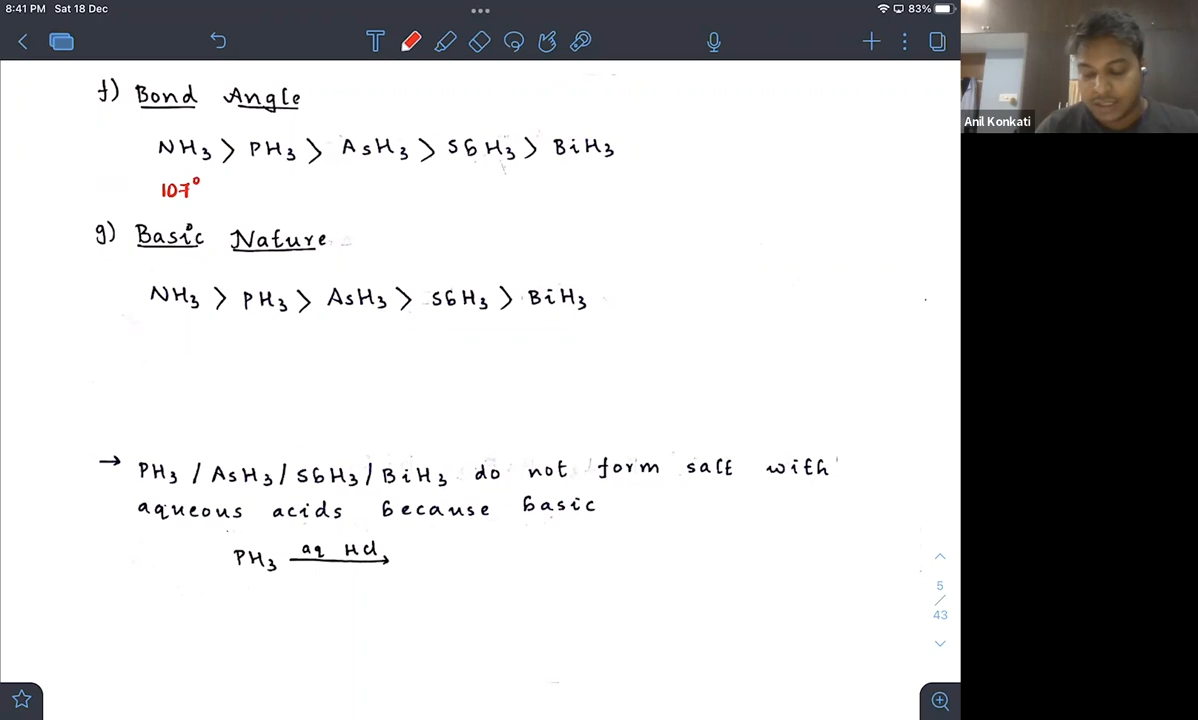 8:41 PM Sat 18 Dec
83%
Anil Konkati
f) Bond Angle
NH3 > PH3 > AsH3 > SbH3 > BiH3
107°
g) Basic Nature
NH3 > PH3 > AsH3 > SbH3 > BiH3
→ PH3 / AsH3 / SbH3 / BiH3 do not form salt with
aqueous acids because basic
PH3 aq HCl →
5
/
43